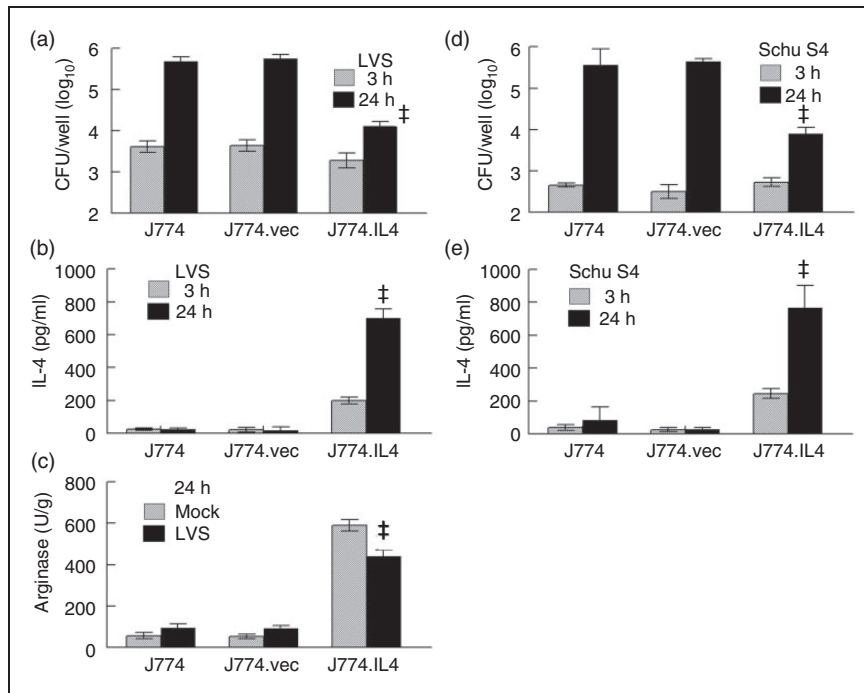 (a)
CFU/well (log₁₀)
6
5
4
3
2
LVS
3 h
24 h
‡
J774
J774.vec
J774.IL4
(d)
CFU/well (log₁₀)
6
5
4
3
2
Schu S4
3 h
24 h
‡
J774
J774.vec
J774.IL4
(b)
IL-4 (pg/ml)
1000
800
600
400
200
0
LVS
3 h
24 h
‡
J774
J774.vec
J774.IL4
(e)
IL-4 (pg/ml)
1000
800
600
400
200
0
Schu S4
3 h
24 h
‡
J774
J774.vec
J774.IL4
(c)
Arginase (U/g)
800
600
400
200
0
24 h
Mock
LVS
‡
J774
J774.vec
J774.IL4